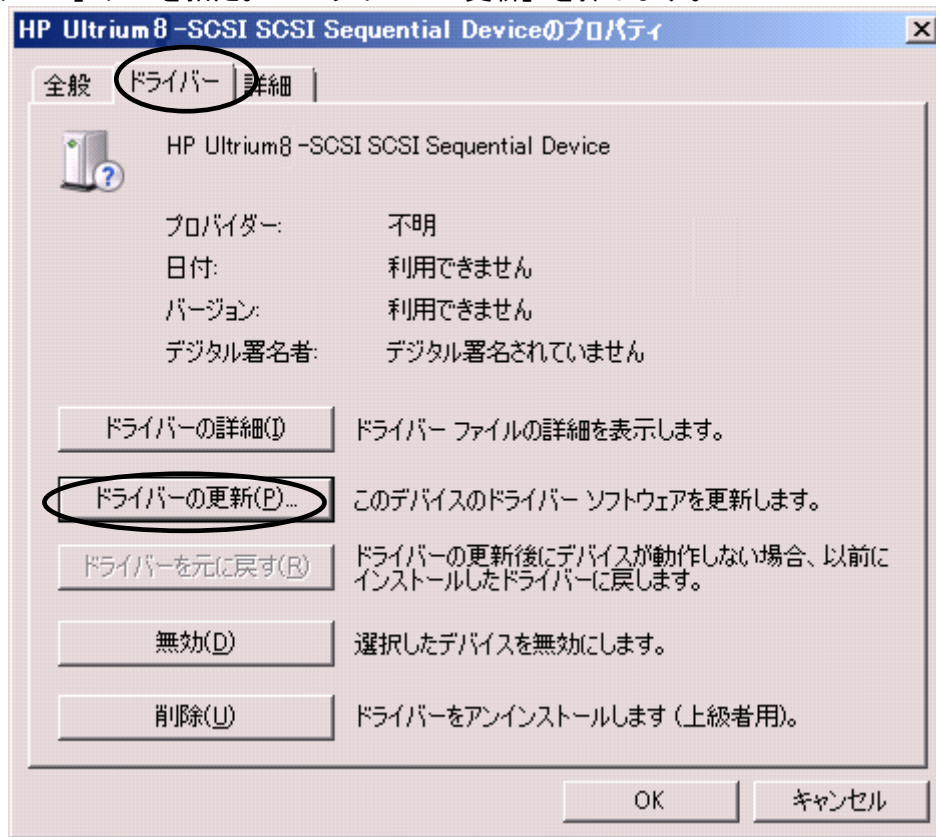 HP Ultrium8-SCSI SCSI Sequential Deviceのプロパティ
全般 ドライバー 詳細
HP Ultrium8-SCSI SCSI Sequential Device
プロバイダー: 不明
日付: 利用できません
バージョン: 利用できません
デジタル署名者: デジタル署名されていません
ドライバーの詳細(I) ドライバー ファイルの詳細を表示します。
ドライバーの更新(P)... このデバイスのドライバー ソフトウェアを更新します。
ドライバーを元に戻す(R) ドライバーの更新後にデバイスが動作しない場合、以前に
インストールしたドライバーに戻します。
無効(D) 選択したデバイスを無効にします。
削除(U) ドライバーをアンインストールします (上級者用)。
OK キャンセル